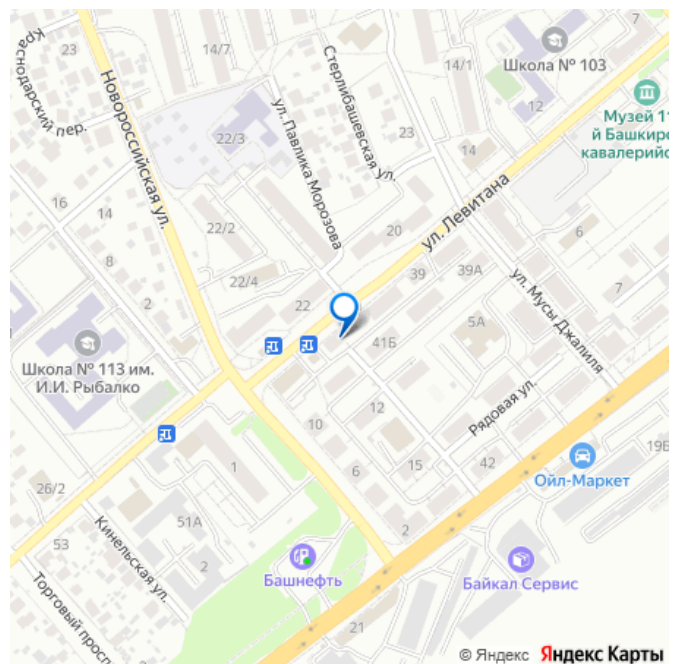 7
23
14/7
Краснодарский пер.
14/1
Школа № 103
12
Новороссийская ул.
Стерлибашевская ул.
Музей 11
й Башкирс
кавалерийс
22/3
ул. Павлика Морозова
23
14
16
14
22/2
20
ул. Левитана
6
8
22/4
39
39А
7
2
22
ул. Мусы Джалиля
5А
41Б
Школа № 113 им.
И.И. Рыбалко
Рядовая ул.
12
10
19В
1
6
15
42
Ойл-Маркет
26/2
51А
2
53
Кинельская ул.
2
Башнефть
Байкал Сервис
Торговый просп
21
© Яндекс Яндекс Карты